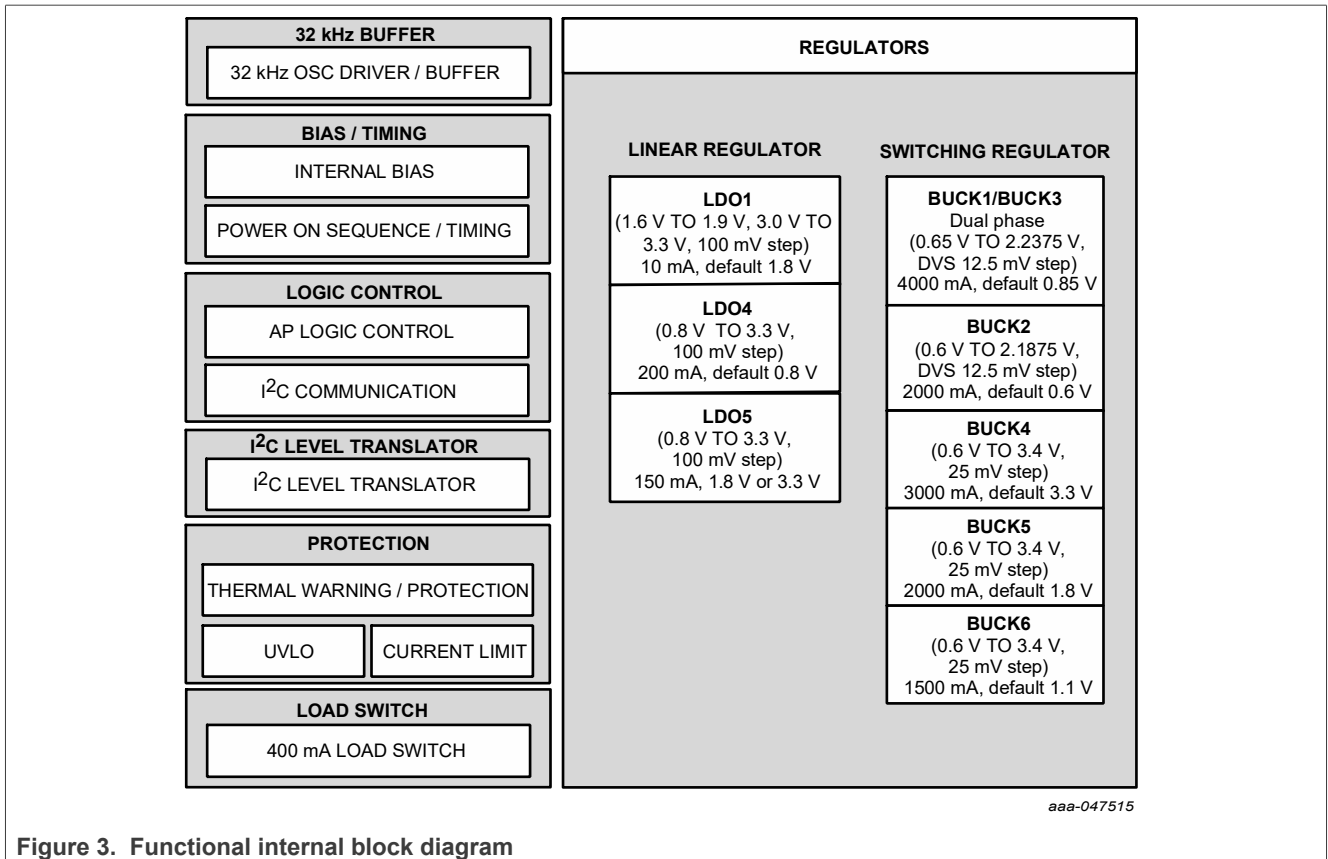 32 kHz BUFFER
32 kHz OSC DRIVER / BUFFER
BIAS / TIMING
INTERNAL BIAS
POWER ON SEQUENCE / TIMING
LOGIC CONTROL
AP LOGIC CONTROL
I²C COMMUNICATION
I²C LEVEL TRANSLATOR
I²C LEVEL TRANSLATOR
PROTECTION
THERMAL WARNING / PROTECTION
UVLO
CURRENT LIMIT
LOAD SWITCH
400 mA LOAD SWITCH
REGULATORS
LINEAR REGULATOR
LDO1
(1.6 V TO 1.9 V, 3.0 V TO
3.3 V, 100 mV step)
10 mA, default 1.8 V
LDO4
(0.8 V TO 3.3 V,
100 mV step)
200 mA, default 0.8 V
LDO5
(0.8 V TO 3.3 V,
100 mV step)
150 mA, 1.8 V or 3.3 V
SWITCHING REGULATOR
BUCK1/BUCK3
Dual phase
(0.65 V TO 2.2375 V,
DVS 12.5 mV step)
4000 mA, default 0.85 V
BUCK2
(0.6 V TO 2.1875 V,
DVS 12.5 mV step)
2000 mA, default 0.6 V
BUCK4
(0.6 V TO 3.4 V,
25 mV step)
3000 mA, default 3.3 V
BUCK5
(0.6 V TO 3.4 V,
25 mV step)
2000 mA, default 1.8 V
BUCK6
(0.6 V TO 3.4 V,
25 mV step)
1500 mA, default 1.1 V
aaa-047515
Figure 3. Functional internal block diagram